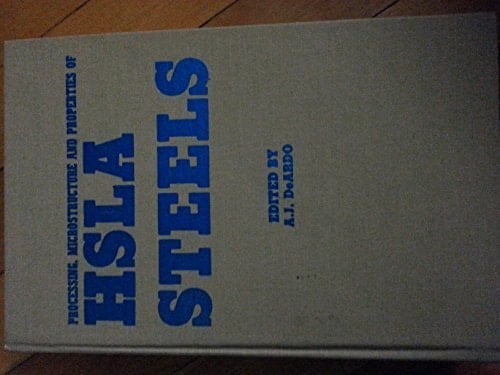 PROCESSING, MICROSTRUCTURE AND PROPERTIES OF
HSLA
STEELS
EDITED BY
A.J. DeARDO